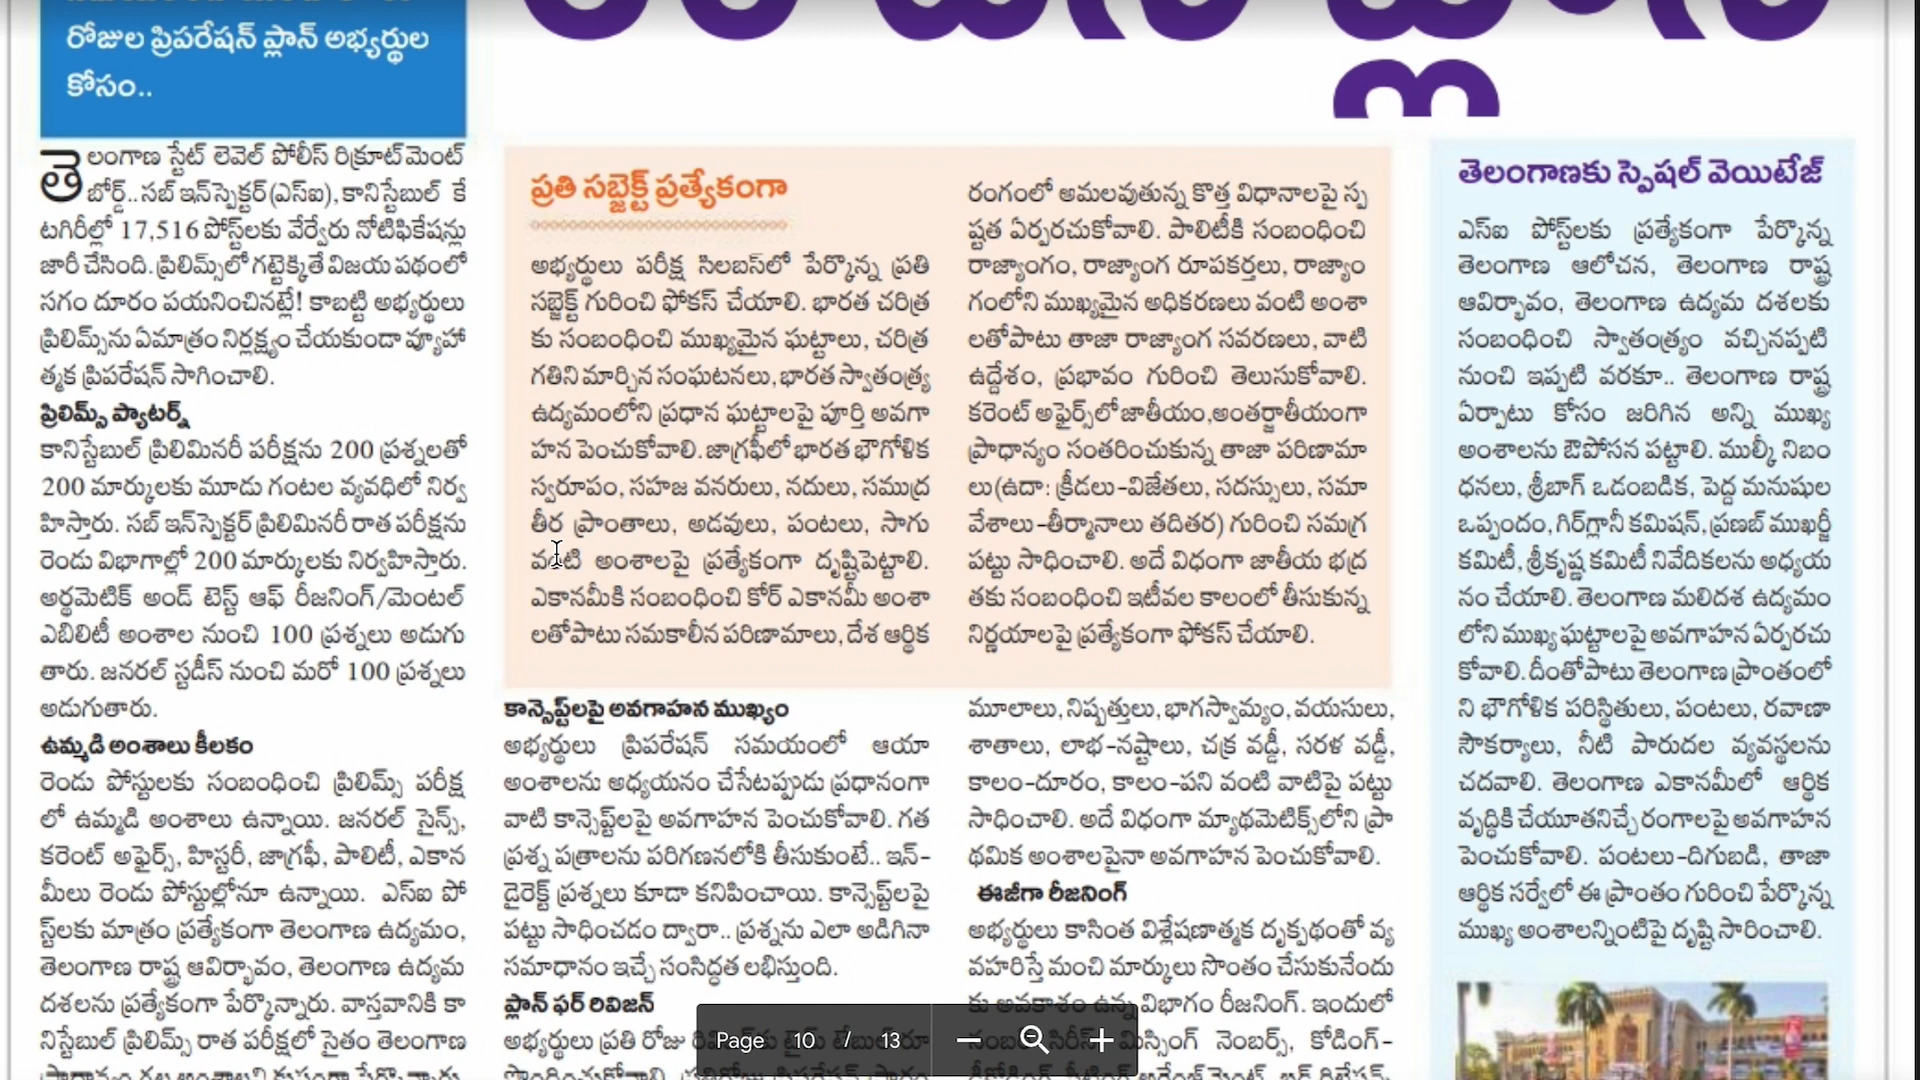 రోజుల ప్రిపరేషన్ ప్లాన్ అభ్యర్థుల
కోసం..
తెలంగాణ స్టేట్ లెవెల్ పోలీస్ రిక్రూట్‌మెంట్
బోర్డ్.. సబ్ ఇన్‌స్పెక్టర్(ఎస్ఐ), కానిస్టేబుల్ కే
టగిరీల్లో 17,516 పోస్ట్‌లకు వేర్వేరు నోటిఫికేషన్లు
జారీ చేసింది. ప్రిలిమ్స్‌లో గట్టెక్కితే విజయ పథంలో
సగం దూరం పయనించినట్లే! కాబట్టి అభ్యర్థులు
ప్రిలిమ్స్‌ను ఏమాత్రం నిర్లక్ష్యం చేయకుండా వ్యూహా
త్మక ప్రిపరేషన్ సాగించాలి.
ప్రిలిమ్స్ ప్యాటర్న్
కానిస్టేబుల్ ప్రిలిమినరీ పరీక్షను 200 ప్రశ్నలతో
200 మార్కులకు మూడు గంటల వ్యవధిలో నిర్వ
హిస్తారు. సబ్ ఇన్‌స్పెక్టర్ ప్రిలిమినరీ రాత పరీక్షను
రెండు విభాగాల్లో 200 మార్కులకు నిర్వహిస్తారు.
అర్థమెటిక్ అండ్ టెస్ట్ ఆఫ్ రీజనింగ్/మెంటల్
ఎబిలిటీ అంశాల నుంచి 100 ప్రశ్నలు అడుగు
తారు. జనరల్ స్టడీస్ నుంచి మరో 100 ప్రశ్నలు
అడుగుతారు.
ఉమ్మడి అంశాలు కీలకం
రెండు పోస్టులకు సంబంధించి ప్రిలిమ్స్ పరీక్ష
లో ఉమ్మడి అంశాలు ఉన్నాయి. జనరల్ సైన్స్,
కరెంట్ అఫైర్స్, హిస్టరీ, జాగ్రఫీ, పాలిటీ, ఎకాన
మీలు రెండు పోస్టుల్లోనూ ఉన్నాయి. ఎస్ఐ పో
స్ట్‌లకు మాత్రం ప్రత్యేకంగా తెలంగాణ ఉద్యమం,
తెలంగాణ రాష్ట్ర ఆవిర్భావం, తెలంగాణ ఉద్యమ
దశలను ప్రత్యేకంగా పేర్కొన్నారు. వాస్తవానికి కా
నిస్టేబుల్ ప్రిలిమ్స్ రాత పరీక్షలో సైతం తెలంగాణ
ప్రతి సబ్జెక్ట్ ప్రత్యేకంగా
అభ్యర్థులు పరీక్ష సిలబస్‌లో పేర్కొన్న ప్రతి
సబ్జెక్ట్ గురించి ఫోకస్ చేయాలి. భారత చరిత్ర
కు సంబంధించి ముఖ్యమైన ఘట్టాలు, చరిత్ర
గతిని మార్చిన సంఘటనలు, భారత స్వాతంత్ర్య
ఉద్యమంలోని ప్రధాన ఘట్టాలపై పూర్తి అవగా
హన పెంచుకోవాలి. జాగ్రఫీలో భారత భౌగోళిక
స్వరూపం, సహజ వనరులు, నదులు, సముద్ర
తీర ప్రాంతాలు, అడవులు, పంటలు, సాగు
వంటి అంశాలపై ప్రత్యేకంగా దృష్టిపెట్టాలి.
ఎకానమీకి సంబంధించి కోర్ ఎకానమీ అంశా
లతోపాటు సమకాలీన పరిణామాలు, దేశ ఆర్థిక
రంగంలో అమలవుతున్న కొత్త విధానాలపై స్ప
ష్టత ఏర్పరచుకోవాలి. పాలిటీకి సంబంధించి
రాజ్యాంగం, రాజ్యాంగ రూపకర్తలు, రాజ్యాం
గంలోని ముఖ్యమైన అధికరణలు వంటి అంశా
లతోపాటు తాజా రాజ్యాంగ సవరణలు, వాటి
ఉద్దేశం, ప్రభావం గురించి తెలుసుకోవాలి.
కరెంట్ అఫైర్స్‌లో జాతీయం,అంతర్జాతీయంగా
ప్రాధాన్యం సంతరించుకున్న తాజా పరిణామా
లు(ఉదా: క్రీడలు-విజేతలు, సదస్సులు, సమా
వేశాలు-తీర్మానాలు తదితర) గురించి సమగ్ర
పట్టు సాధించాలి. అదే విధంగా జాతీయ భద్ర
తకు సంబంధించి ఇటీవల కాలంలో తీసుకున్న
నిర్ణయాలపై ప్రత్యేకంగా ఫోకస్ చేయాలి.
కాన్సెప్ట్‌లపై అవగాహన ముఖ్యం
అభ్యర్థులు ప్రిపరేషన్ సమయంలో ఆయా
అంశాలను అధ్యయనం చేసేటప్పుడు ప్రధానంగా
వాటి కాన్సెప్ట్‌లపై అవగాహన పెంచుకోవాలి. గత
ప్రశ్న పత్రాలను పరిగణనలోకి తీసుకుంటే.. ఇన్-
డైరెక్ట్ ప్రశ్నలు కూడా కనిపించాయి. కాన్సెప్ట్‌లపై
పట్టు సాధించడం ద్వారా.. ప్రశ్నను ఎలా అడిగినా
సమాధానం ఇచ్చే సంసిద్ధత లభిస్తుంది.
ప్లాన్ ఫర్ రివిజన్
అభ్యర్థులు ప్రతి రోజు
మూలాలు, నిష్పత్తులు, భాగస్వామ్యం, వయసులు,
శాతాలు, లాభ-నష్టాలు, చక్ర వడ్డీ, సరళ వడ్డీ,
కాలం-దూరం, కాలం-పని వంటి వాటిపై పట్టు
సాధించాలి. అదే విధంగా మ్యాథమెటిక్స్‌లోని ప్రా
థమిక అంశాలపైనా అవగాహన పెంచుకోవాలి.
ఈజీగా రీజనింగ్
అభ్యర్థులు కాసింత విశ్లేషణాత్మక దృక్పథంతో వ్య
వహరిస్తే మంచి మార్కులు సొంతం చేసుకునేందు
కు అవకాశం ఉన్న విభాగం రీజనింగ్. ఇందులో
నంబర్ సిరీస్, మిస్సింగ్ నెంబర్స్, కోడింగ్-
తెలంగాణకు స్పెషల్ వెయిటేజ్
ఎస్ఐ పోస్ట్‌లకు ప్రత్యేకంగా పేర్కొన్న
తెలంగాణ ఆలోచన, తెలంగాణ రాష్ట్ర
ఆవిర్భావం, తెలంగాణ ఉద్యమ దశలకు
సంబంధించి స్వాతంత్ర్యం వచ్చినప్పటి
నుంచి ఇప్పటి వరకూ.. తెలంగాణ రాష్ట్ర
ఏర్పాటు కోసం జరిగిన అన్ని ముఖ్య
అంశాలను ఔపోసన పట్టాలి. ముల్కీ నిబం
ధనలు, శ్రీబాగ్ ఒడంబడిక, పెద్ద మనుషుల
ఒప్పందం, గిర్‌గ్లానీ కమిషన్, ప్రణబ్ ముఖర్జీ
కమిటీ, శ్రీకృష్ణ కమిటీ నివేదికలను అధ్యయ
నం చేయాలి. తెలంగాణ మలిదశ ఉద్యమం
లోని ముఖ్య ఘట్టాలపై అవగాహన ఏర్పరచు
కోవాలి. దీంతోపాటు తెలంగాణ ప్రాంతంలో
ని భౌగోళిక పరిస్థితులు, పంటలు, రవాణా
సౌకర్యాలు, నీటి పారుదల వ్యవస్థలను
చదవాలి. తెలంగాణ ఎకానమీలో ఆర్థిక
వృద్ధికి చేయూతనిచ్చే రంగాలపై అవగాహన
పెంచుకోవాలి. పంటలు-దిగుబడి, తాజా
ఆర్థిక సర్వేలో ఈ ప్రాంతం గురించి పేర్కొన్న
ముఖ్య అంశాలన్నింటిపై దృష్టి సారించాలి.
Page 10 / 13